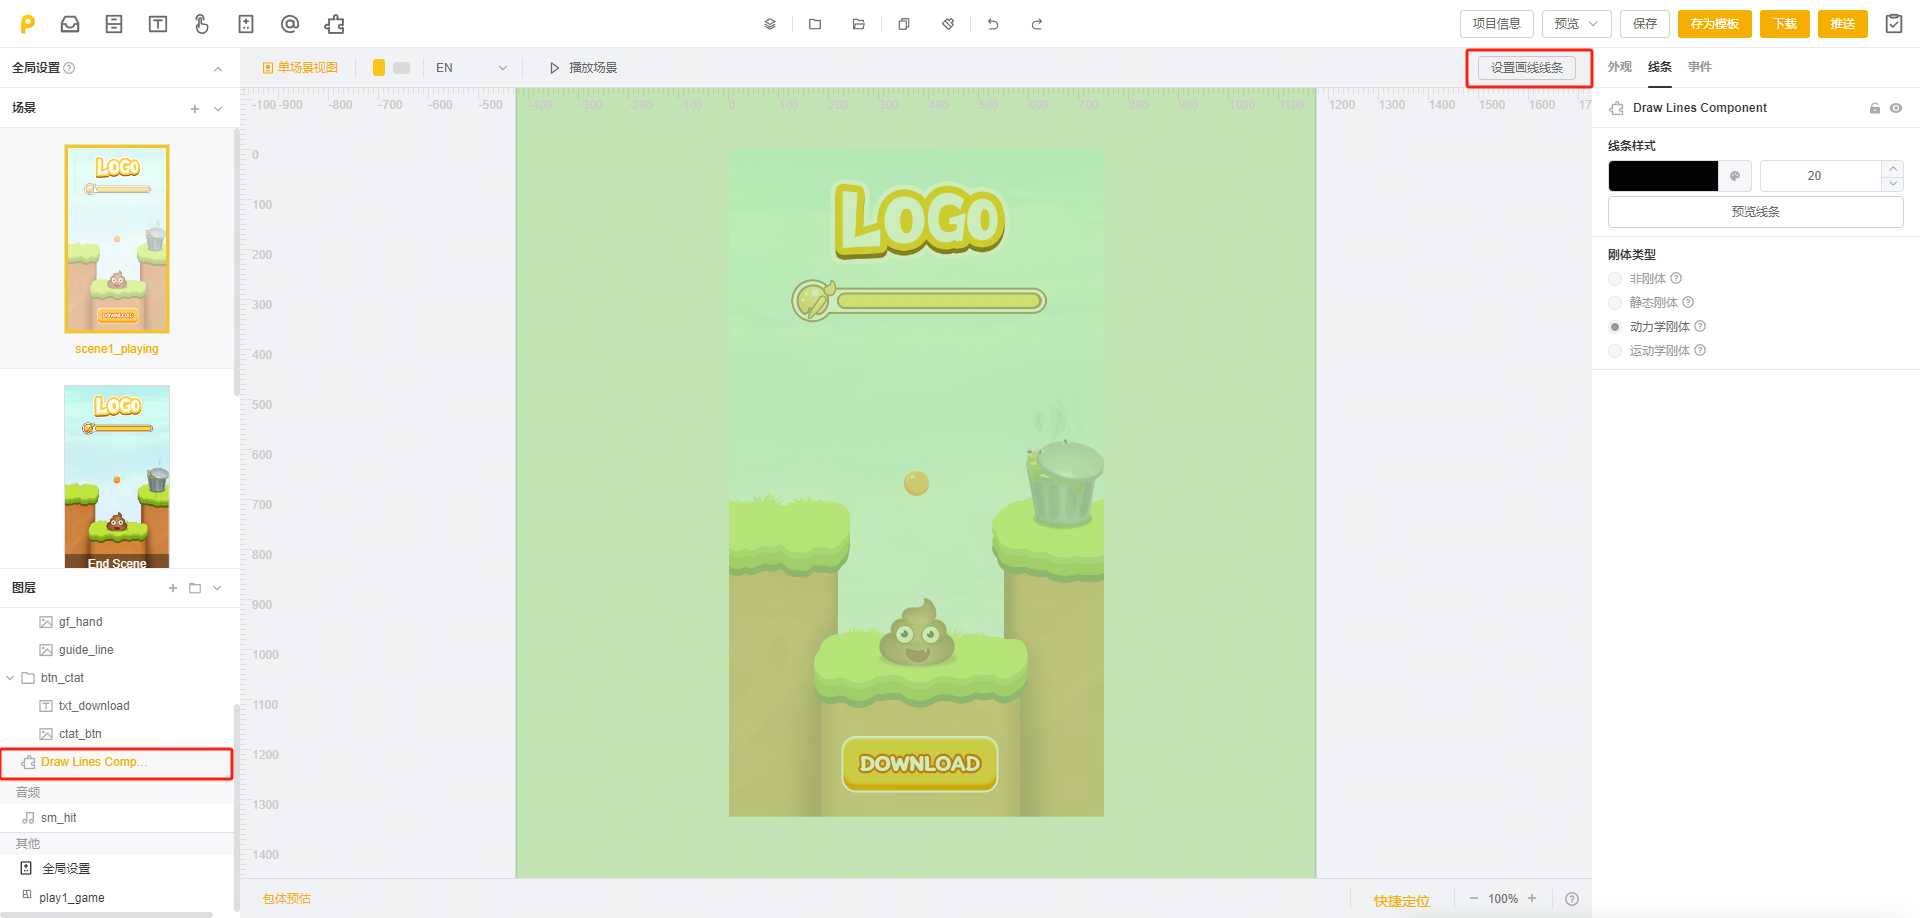 项目信息
预览
保存
存为模板
下载
推送
全局设置
单场景视图
EN
播放场景
设置画线线条
外观
线条
事件
场景
-100 -900 -800 -700 -600 -500 -400 -300 -200 -100 0 100 200 300 400 500 600 700 800 900 1000 1100 1200 1300 1400 1500 1600 17
Draw Lines Component
线条样式
20
预览线条
刚体类型
非刚体
静态刚体
动力学刚体
运动学刚体
LOGO
DOWNLOAD
scene1_playing
LOGO
End Scene
图层
gf_hand
guide_line
btn_ctat
txt_download
ctat_btn
Draw Lines Comp...
音频
sm_hit
其他
全局设置
play1_game
0
100
200
300
400
500
600
700
800
900
1000
1100
1200
1300
1400
LOGO
DOWNLOAD
包体预估
快捷定位
100%